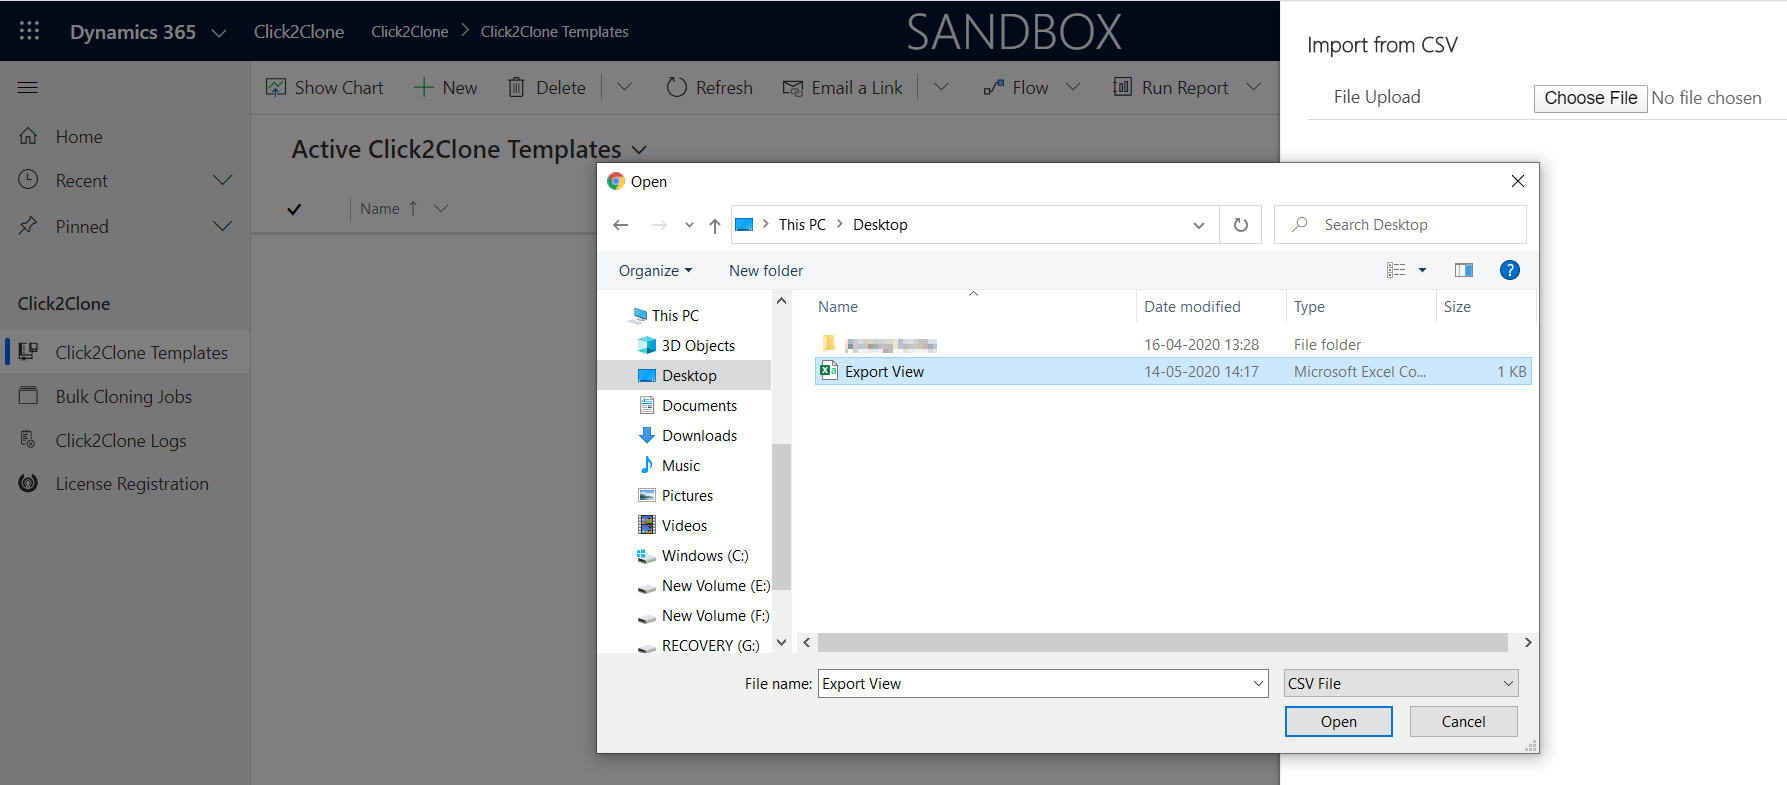 Dynamics 365 Click2Clone Click2Clone > Click2Clone Templates SANDBOX
Import from CSV
File Upload Choose File No file chosen
Show Chart New Delete Refresh Email a Link Flow Run Report
Home
Recent
Pinned
Click2Clone
Click2Clone Templates
Bulk Cloning Jobs
Click2Clone Logs
License Registration
Active Click2Clone Templates
Name ↑
Open
This PC > Desktop Search Desktop
Organize New folder
This PC
3D Objects
Desktop
Documents
Downloads
Music
Pictures
Videos
Windows (C:)
New Volume (E:)
New Volume (F:)
RECOVERY (G:)
Name Date modified Type Size
16-04-2020 13:28 File folder
Export View 14-05-2020 14:17 Microsoft Excel Co... 1 KB
File name: Export View CSV File
Open Cancel